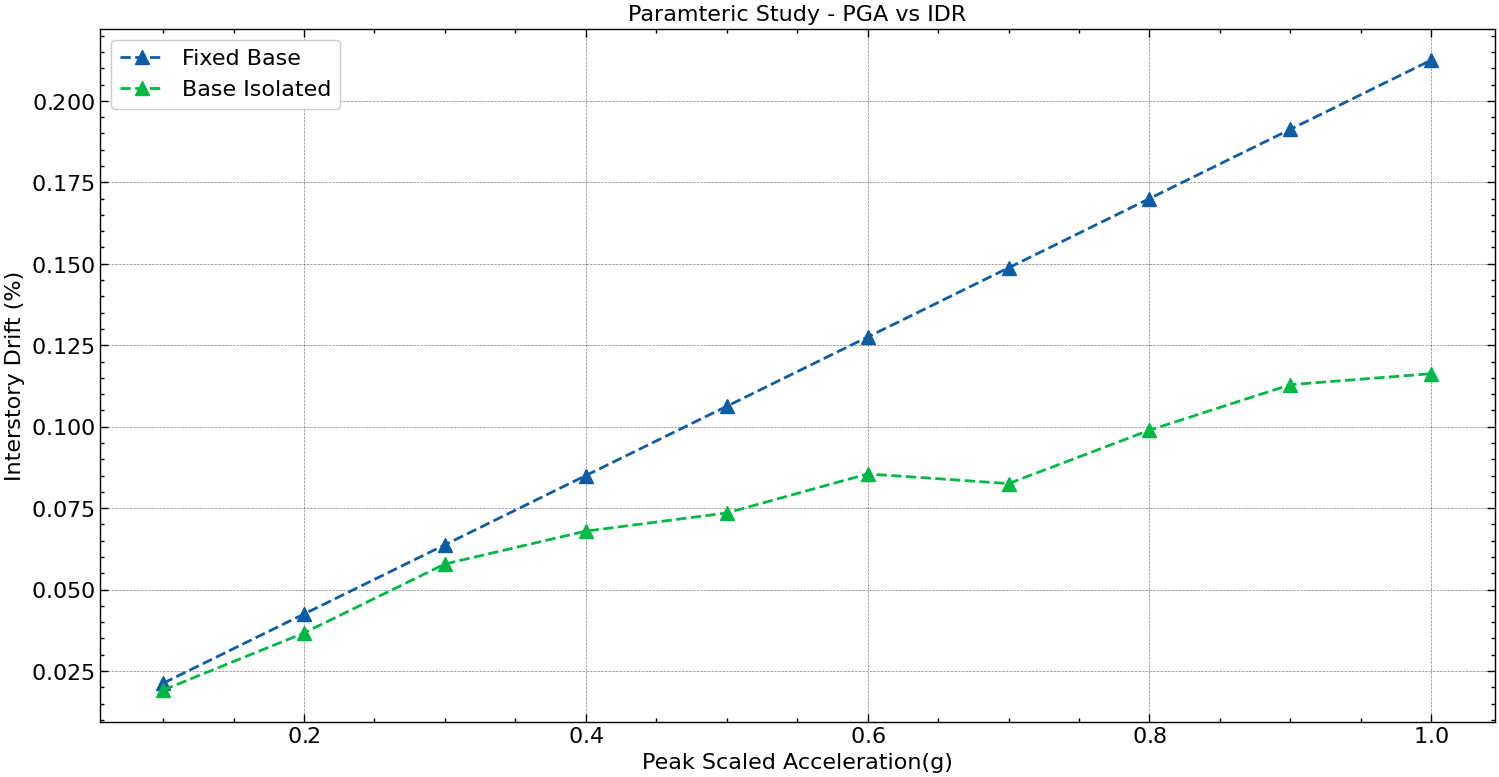 Paramteric Study - PGA vs IDR
Fixed Base
Base Isolated
Interstory Drift (%)
0.200
0.175
0.150
0.125
0.100
0.075
0.050
0.025
0.2 0.4 0.6 0.8 1.0
Peak Scaled Acceleration(g)